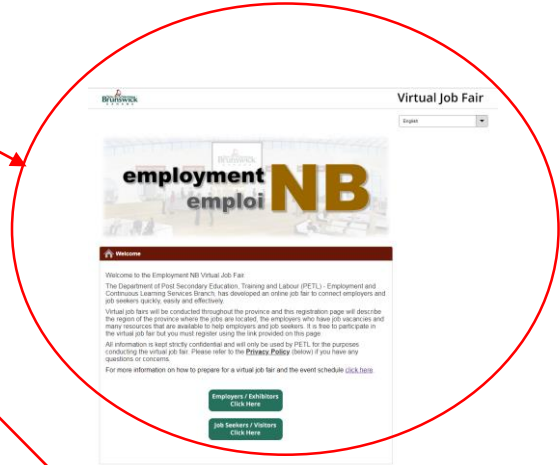 Brunswick
Virtual Job Fair
English
employment
emploi NB
Welcome
Welcome to the Employment NB Virtual Job Fair
The Department of Post Secondary Education, Training and Labour (PETL) - Employment and
Continuous Learning Services Branch, has developed an online job fair to connect employers and
job seekers quickly, easily and effectively.
Virtual job fairs will be conducted throughout the province and this registration page will describe
the region of the province where the jobs are located, the employers who have job vacancies and
many resources that are available to help employers and job seekers. It is free to participate in
the virtual job fair but you must register using the link provided on this page
All information is kept strictly confidential and will only be used by PETL for the purposes
conducting the virtual job fair. Please refer to the Privacy Policy (below) if you have any
questions or concerns.
For more information on how to prepare for a virtual job fair and the event schedule click here
Employers / Exhibitors
Click Here
Job Seekers / Visitors
Click Here